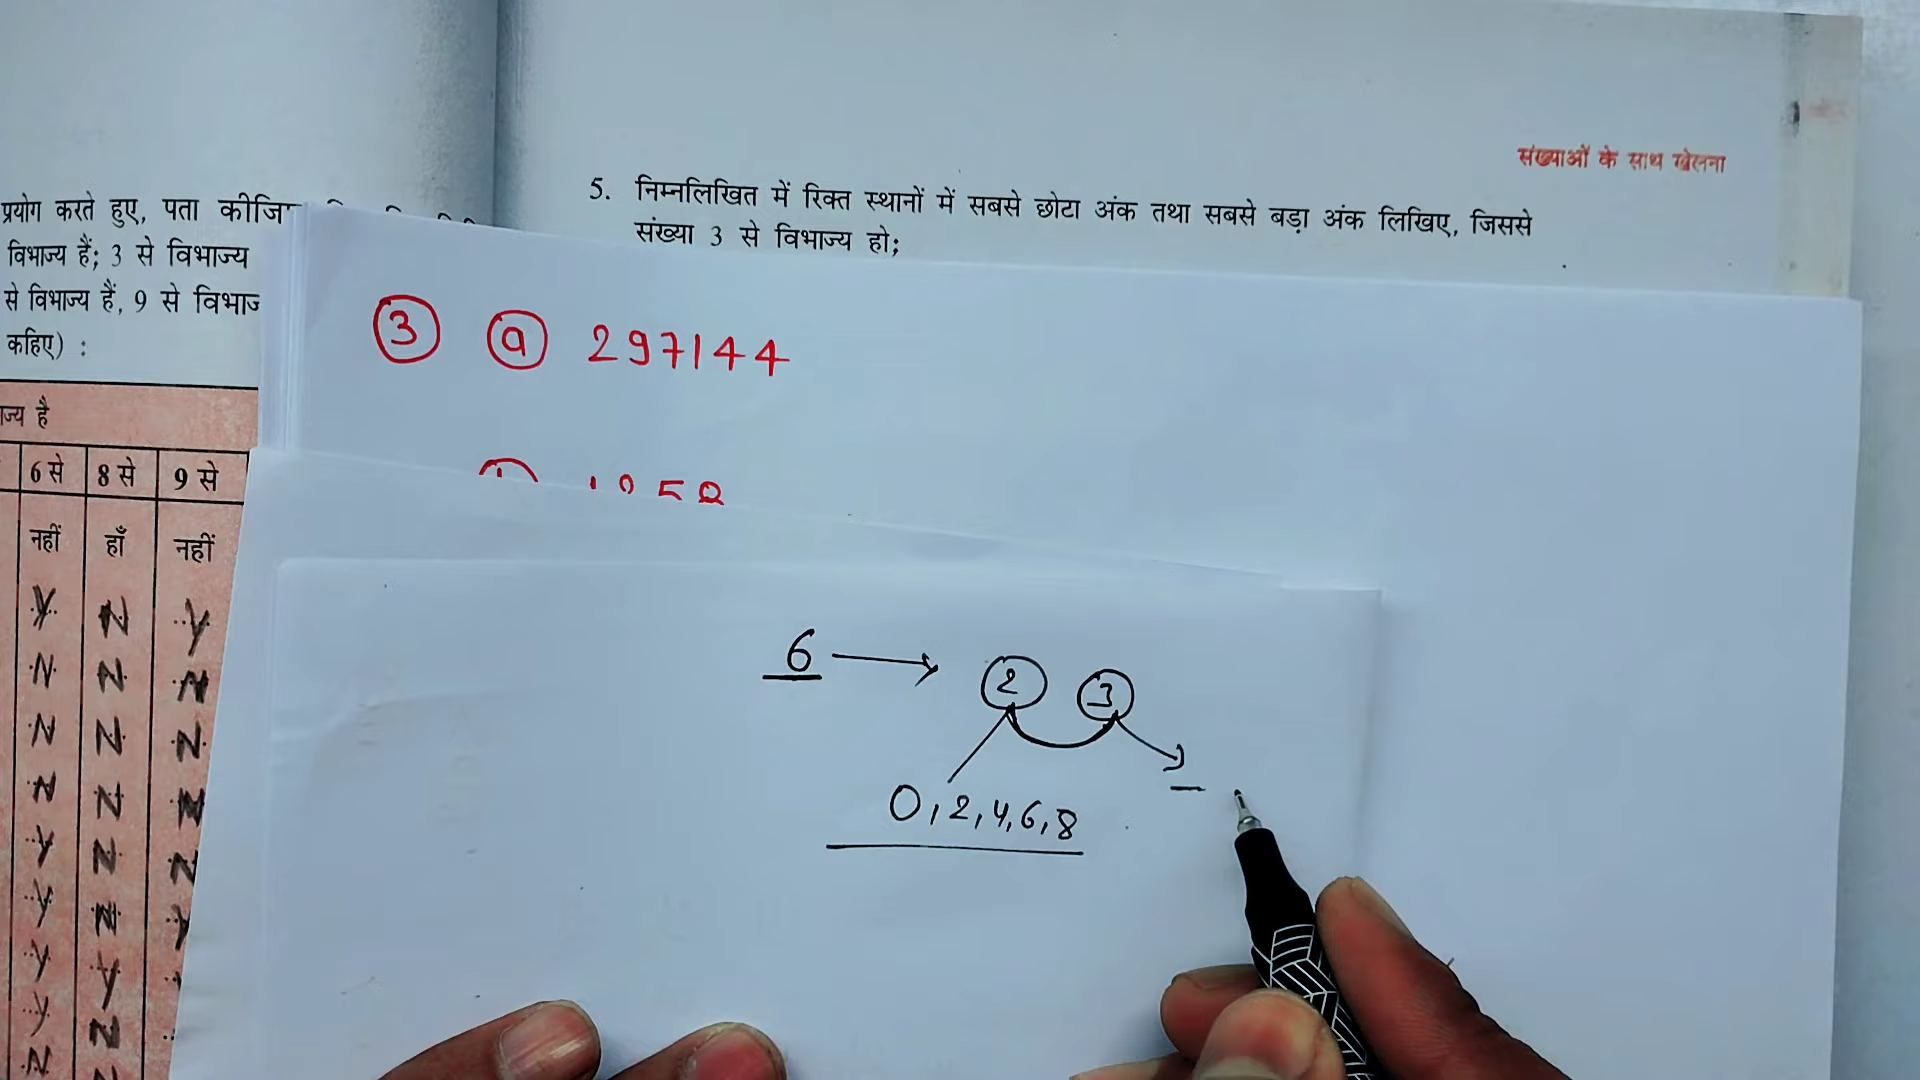 संख्याओं के साथ खेलना
5. निम्नलिखित में रिक्त स्थानों में सबसे छोटा अंक तथा सबसे बड़ा अंक लिखिए, जिससे
संख्या 3 से विभाज्य हो;
प्रयोग करते हुए, पता
विभाज्य हैं; 3 से विभाज्य
से विभाज्य हैं, 9 से
कहिए) :
है
6 से 8 से 9 से
नहीं हाँ नहीं
Y N Y
N N N
N N N
N N N
Y N N
Y N Y
Y Y
Y N
N
3 a 297144
6 → 2 3
0, 2, 4, 6, 8